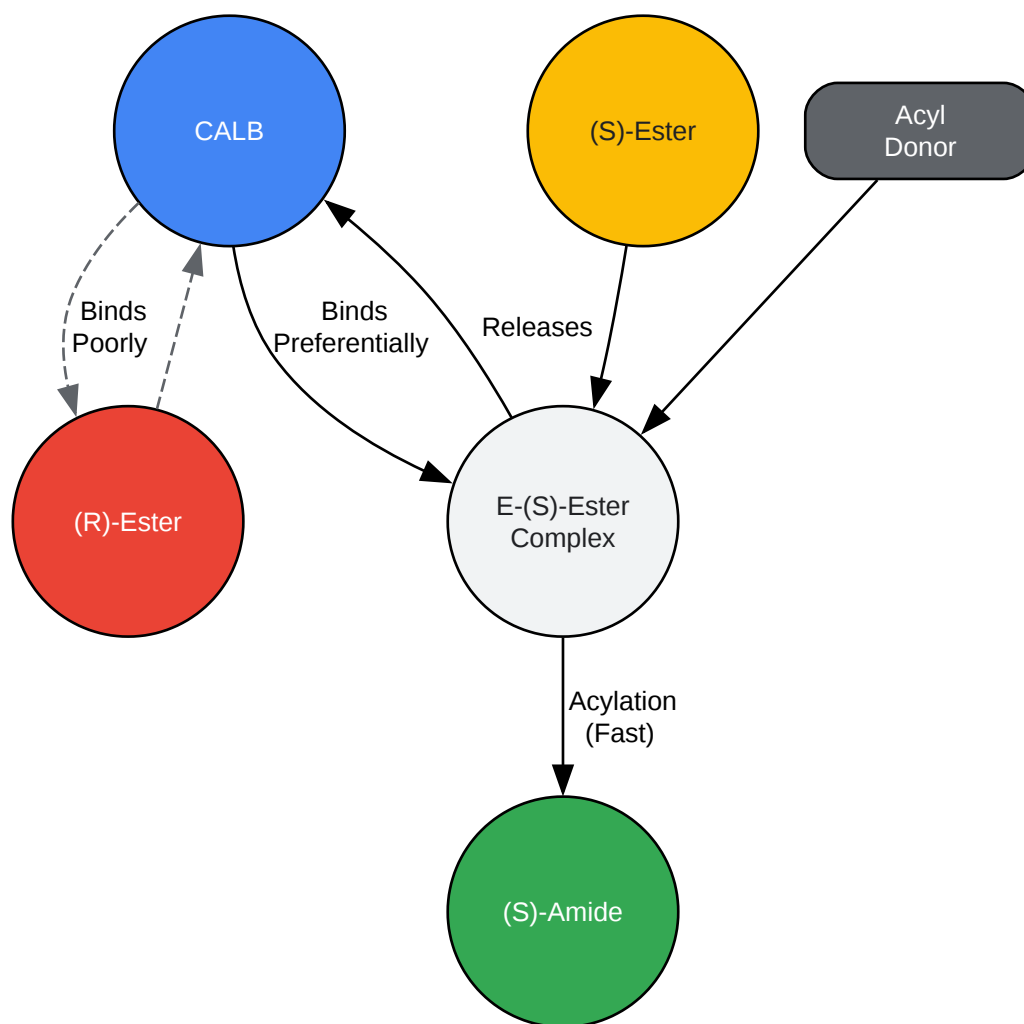 CALB
(S)-Ester
Acyl
Donor
Binds
Poorly
Binds
Preferentially
Releases
(R)-Ester
E-(S)-Ester
Complex
Acylation
(Fast)
(S)-Amide